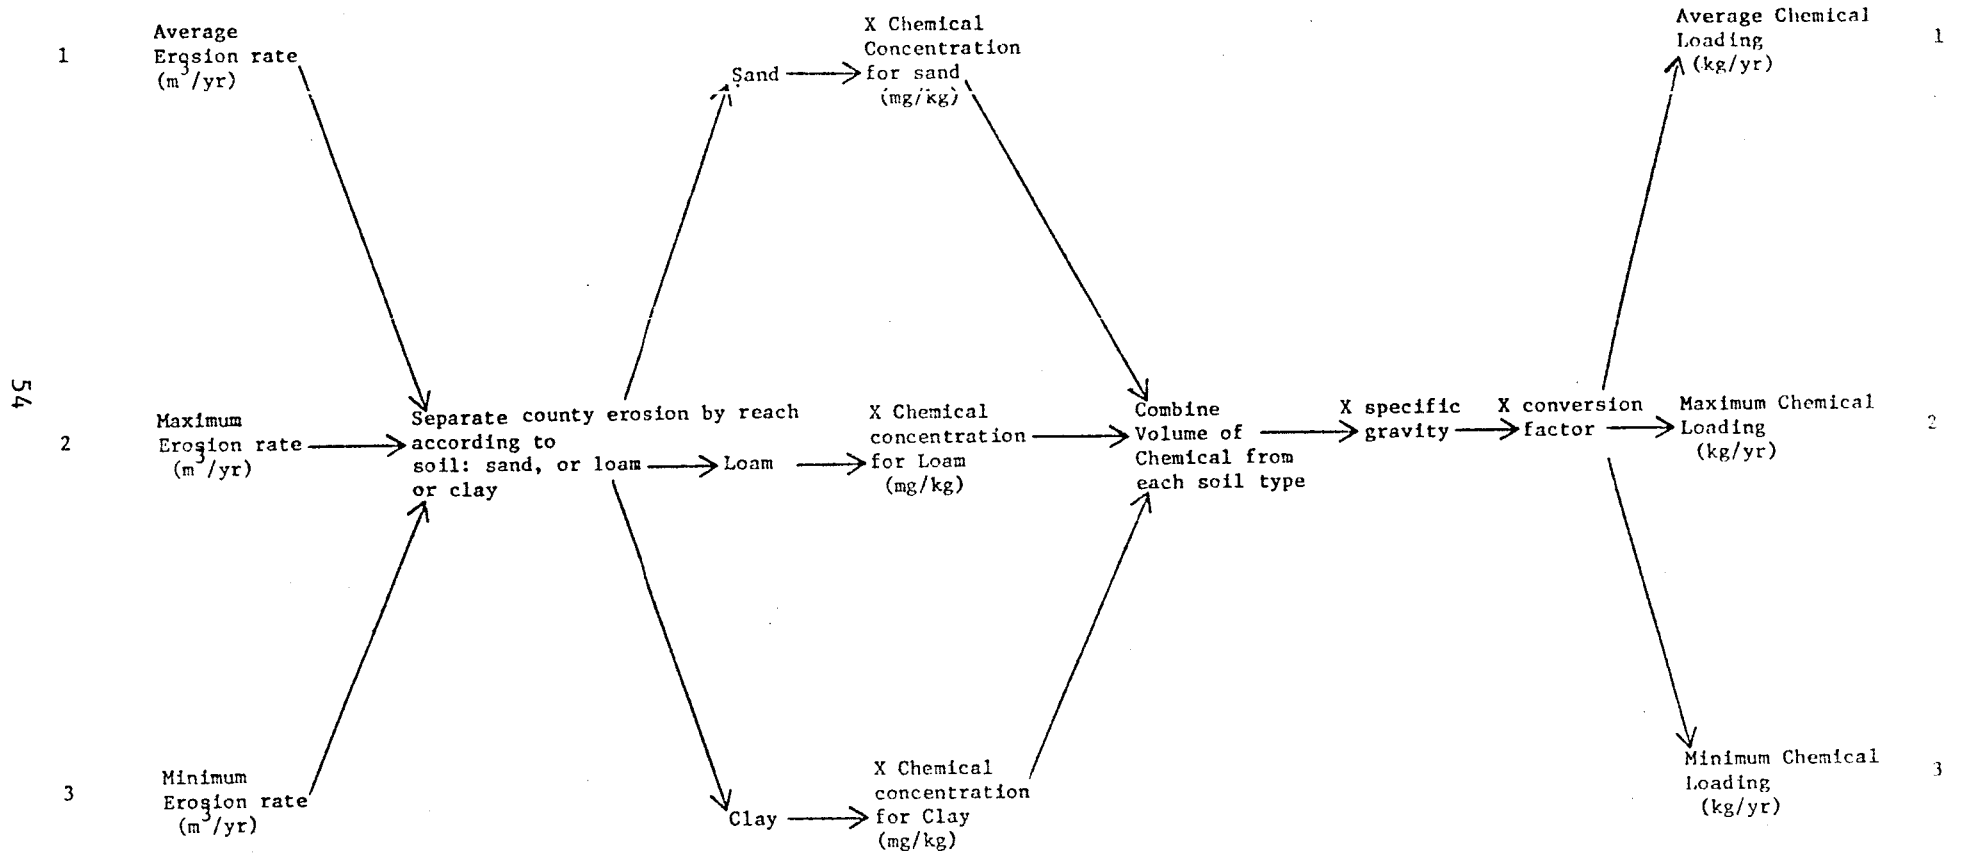 1
Average
Erosion rate
(m³/yr)
2
Maximum
Erosion rate
(m³/yr)
3
Minimum
Erosion rate
(m³/yr)
Separate county erosion by reach
according to
soil: sand, or loam
or clay
Sand
X Chemical
Concentration
for sand
(mg/kg)
Loam
X Chemical
concentration
for Loam
(mg/kg)
Clay
X Chemical
concentration
for Clay
(mg/kg)
Combine
Volume of
Chemical from
each soil type
X specific
gravity
X conversion
factor
Average Chemical
Loading
(kg/yr)
1
Maximum Chemical
Loading
(kg/yr)
2
Minimum Chemical
Loading
(kg/yr)
3
54